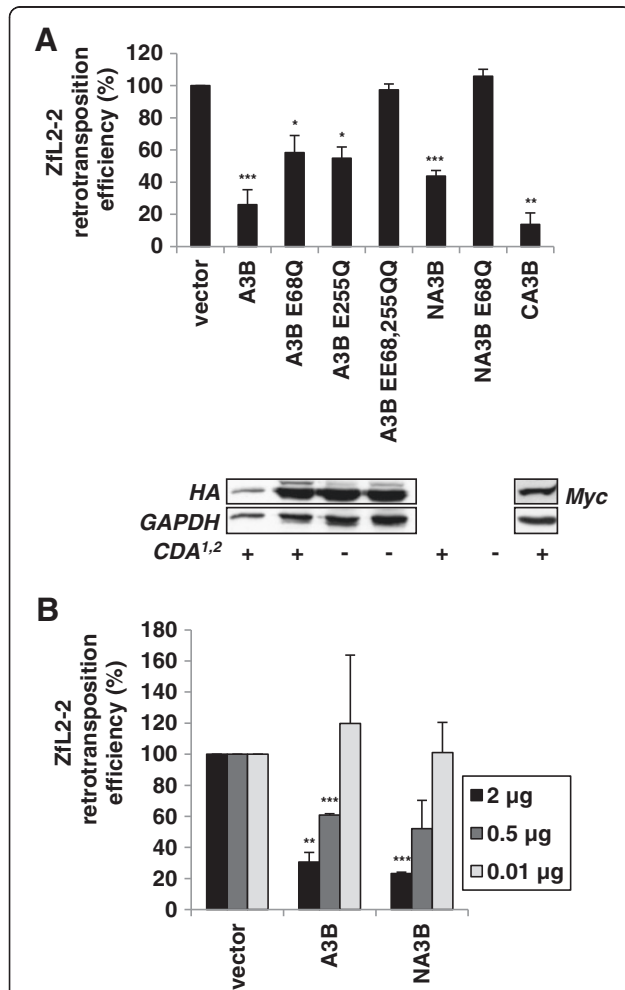 A
ZfL2-2
retrotransposition
efficiency (%)
120
100
80
60
40
20
0
***
*
*
***
**
vector
A3B
A3B E68Q
A3B E255Q
A3B EE68,255QQ
NA3B
NA3B E68Q
CA3B
HA
Myc
GAPDH
CDA1,2
+ + - - + - +
B
ZfL2-2
retrotransposition
efficiency (%)
180
160
140
120
100
80
60
40
20
0
**
***
***
vector
A3B
NA3B
2 µg
0.5 µg
0.01 µg